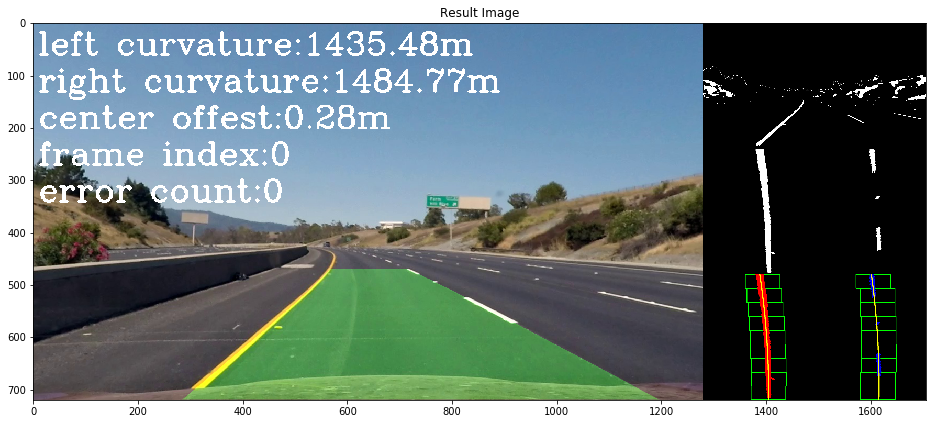 Result Image
left curvature:1435.48m
right curvature:1484.77m
center offest:0.28m
frame index:0
error count:0
0
100
200
300
400
500
600
700
0 200 400 600 800 1000 1200 1400 1600